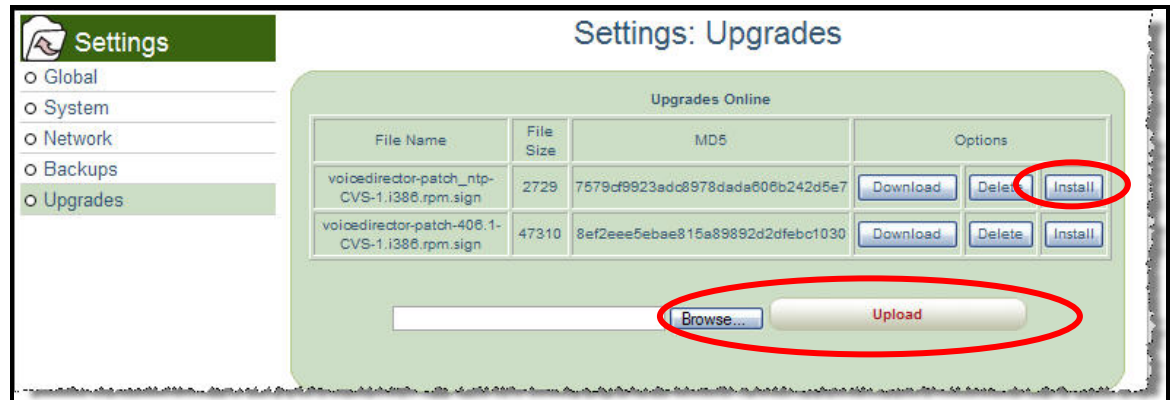 Settings
Global
System
Network
Backups
Upgrades
Settings: Upgrades
Upgrades Online
File Name
File
Size
MD5
Options
voicedirector-patch_ntp-
CVS-1.i386.rpm.sign
2729
7579cf9923adc8978dada606b242d5e7
Download
Delete
Install
voicedirector-patch-406.1-
CVS-1.i386.rpm.sign
47310
8ef2eee5ebae815a89892d2dfebc1030
Download
Delete
Install
Browse...
Upload